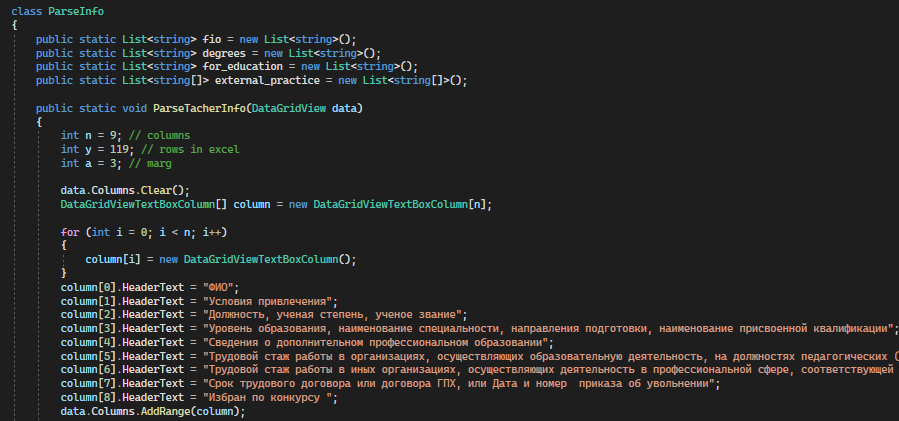 class ParseInfo
{
public static List<string> fio = new List<string>();
public static List<string> degrees = new List<string>();
public static List<string> for_education = new List<string>();
public static List<string[]> external_practice = new List<string[]>();
public static void ParseTacherInfo(DataGridView data)
{
int n = 9; // columns
int y = 119; // rows in excel
int a = 3; // marg
data.Columns.Clear();
DataGridViewTextBoxColumn[] column = new DataGridViewTextBoxColumn[n];
for (int i = 0; i < n; i++)
{
column[i] = new DataGridViewTextBoxColumn();
}
column[0].HeaderText = "ФИО";
column[1].HeaderText = "Условия привлечения";
column[2].HeaderText = "Должность, ученая степень, ученое звание";
column[3].HeaderText = "Уровень образования, наименование специальности, направления подготовки, наименование присвоенной квалификации";
column[4].HeaderText = "Сведения о дополнительном профессиональном образовании";
column[5].HeaderText = "Трудовой стаж работы в организациях, осуществляющих образовательную деятельность, на должностях педагогических (
column[6].HeaderText = "Трудовой стаж работы в иных организациях, осуществляющих деятельность в профессиональной сфере, соответствующей
column[7].HeaderText = "Срок трудового договора или договора ГПХ, или Дата и номер  приказа об увольнении";
column[8].HeaderText = "Избран по конкурсу ";
data.Columns.AddRange(column);